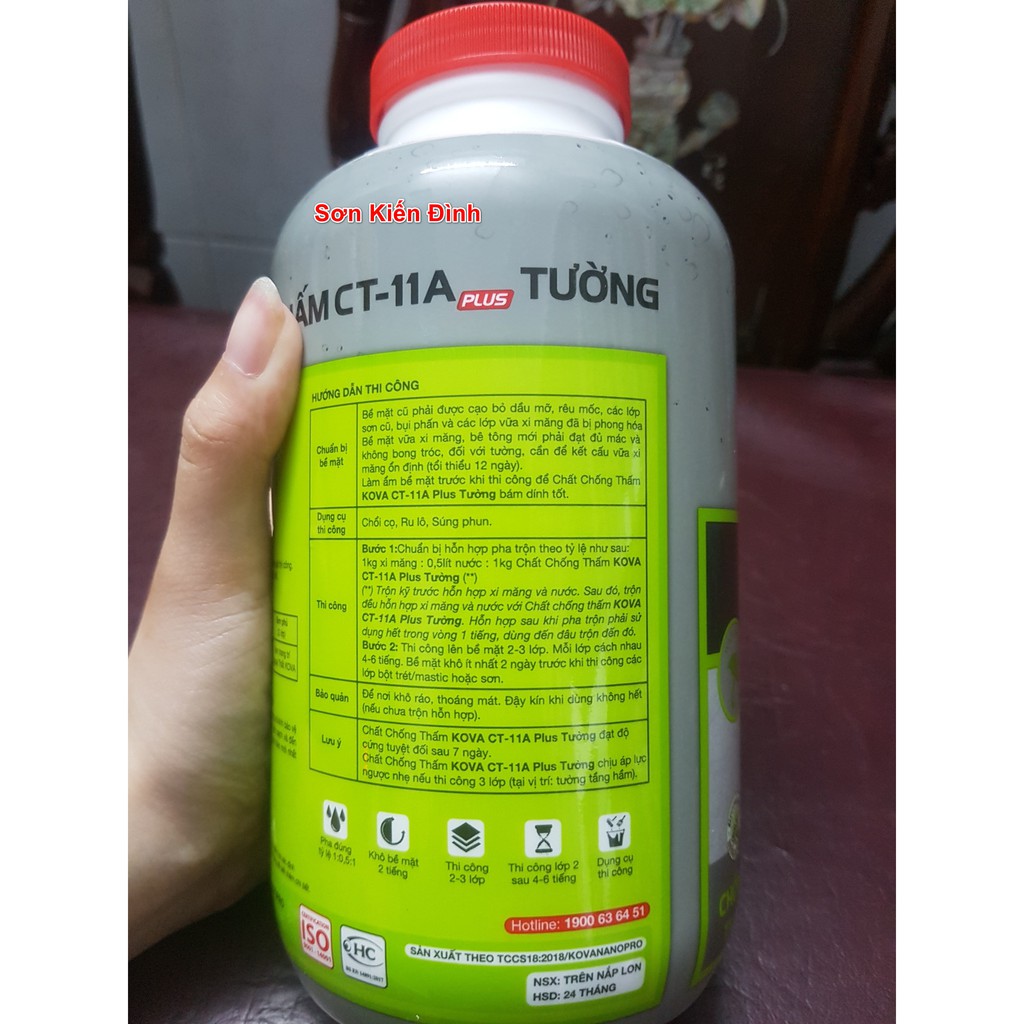 Sơn Kiến Đình
ẤM CT-11A PLUS TƯỜNG
HƯỚNG DẪN THI CÔNG
Chuẩn bị
bề mặt
Bề mặt cũ phải được cạo bỏ dầu mỡ, rêu mốc, các lớp
sơn cũ, bụi phấn và các lớp vữa xi măng đã bị phong hóa
Bề mặt vữa xi măng, bê tông mới phải đạt đủ mác và
không bong tróc, đối với tường, cần để kết cấu vữa xi
măng ổn định (tối thiểu 12 ngày).
Làm ẩm bề mặt trước khi thi công để Chất Chống Thấm
KOVA CT-11A Plus Tường bám dính tốt.
Dụng cụ
thi công
Chổi cọ, Ru lô, Súng phun.
Thi công
Bước 1:Chuẩn bị hỗn hợp pha trộn theo tỷ lệ như sau:
1kg xi măng : 0,5lít nước : 1kg Chất Chống Thấm KOVA
CT-11A Plus Tường (**)
(**) Trộn kỹ trước hỗn hợp xi măng và nước. Sau đó, trộn
đều hỗn hợp xi măng và nước với Chất chống thấm KOVA
CT-11A Plus Tường. Hỗn hợp sau khi pha trộn phải sử
dụng hết trong vòng 1 tiếng, dùng đến đâu trộn đến đó.
Bước 2: Thi công lên bề mặt 2-3 lớp. Mỗi lớp cách nhau
4-6 tiếng. Bề mặt khô ít nhất 2 ngày trước khi thi công các
lớp bột trét/mastic hoặc sơn.
Bảo quản
Để nơi khô ráo, thoáng mát. Đậy kín khi dùng không hết
(nếu chưa trộn hỗn hợp).
Lưu ý
Chất Chống Thấm KOVA CT-11A Plus Tường đạt độ
cứng tuyệt đối sau 7 ngày.
Chất Chống Thấm KOVA CT-11A Plus Tường chịu áp lực
ngược nhẹ nếu thi công 3 lớp (tại vị trí: tường tầng hầm).
Pha đúng
tỷ lệ 1:0,5:1
Khô bề mặt
2 tiếng
Thi công
2-3 lớp
Thi công lớp 2
sau 4-6 tiếng
Dụng cụ
thi công
Hotline: 1900 63 64 51
CERTIFICATION
ISO
9001 - 14001
HC
SẢN XUẤT THEO TCCS18:2018/KOVANANOPRO
NSX: TRÊN NẮP LON
HSD: 24 THÁNG